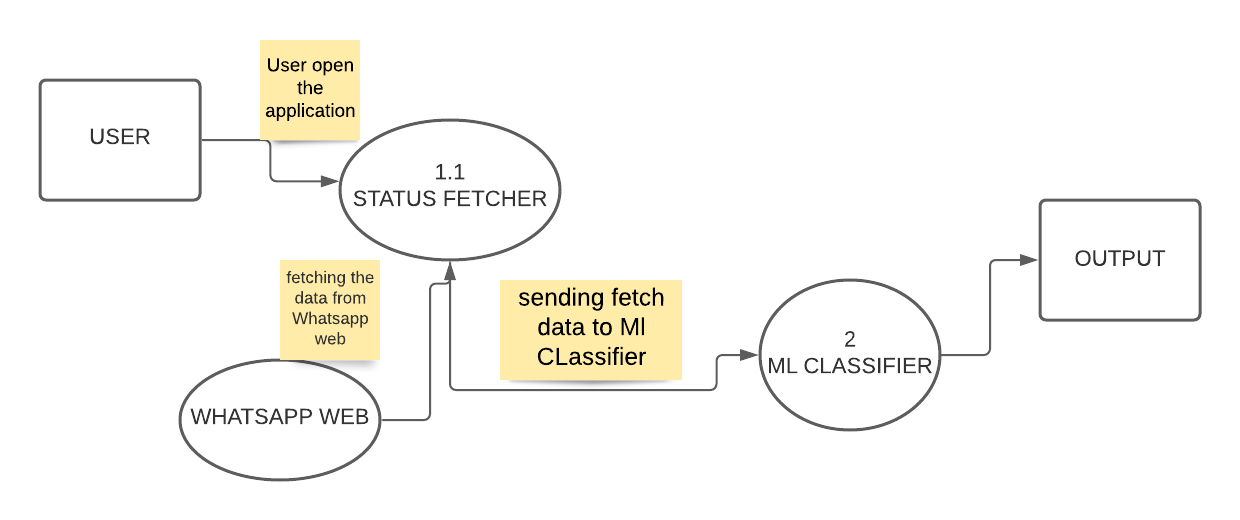 User open
the
application
USER
1.1
STATUS FETCHER
fetching the
data from
Whatsapp
web
WHATSAPP WEB
sending fetch
data to Ml
CLassifier
2
ML CLASSIFIER
OUTPUT